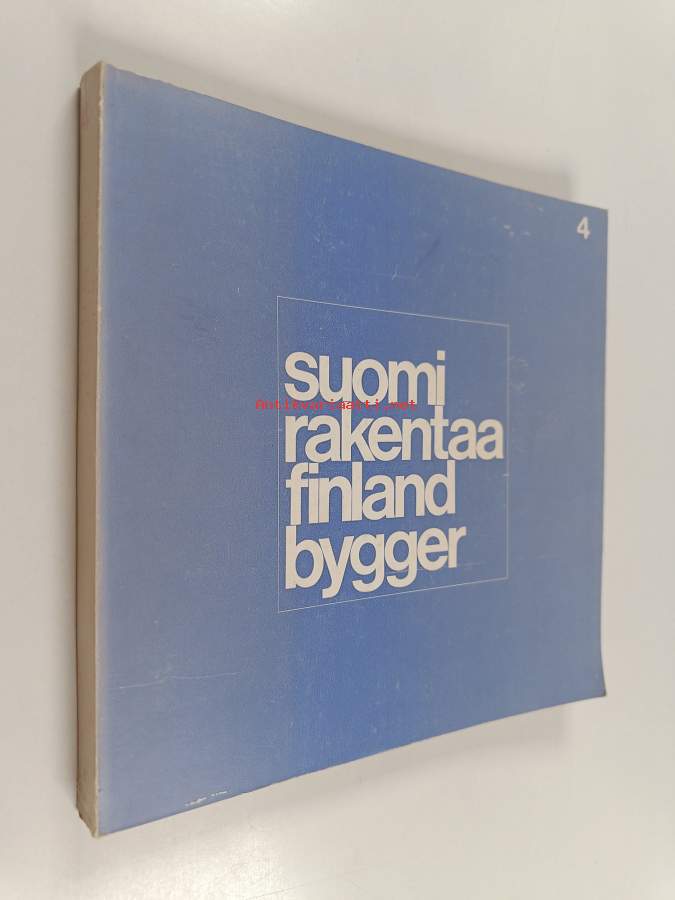 4
suomi
Antikvariaatti.net
rakentaa
finland
bygger